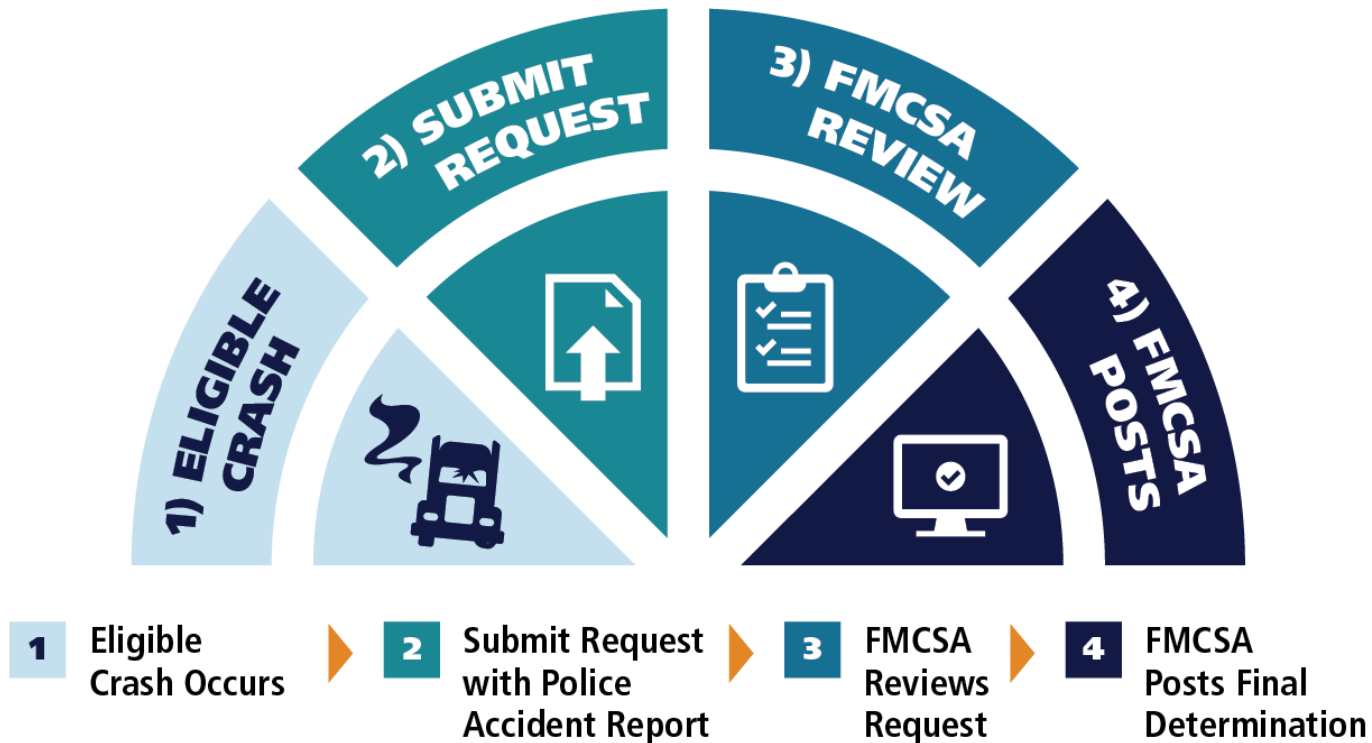 1) ELIGIBLE
CRASH
2) SUBMIT
REQUEST
3) FMCSA
REVIEW
4) FMCSA
POSTS
1
Eligible
Crash Occurs
2
Submit Request
with Police
Accident Report
3
FMCSA
Reviews
Request
4
FMCSA
Posts Final
Determination